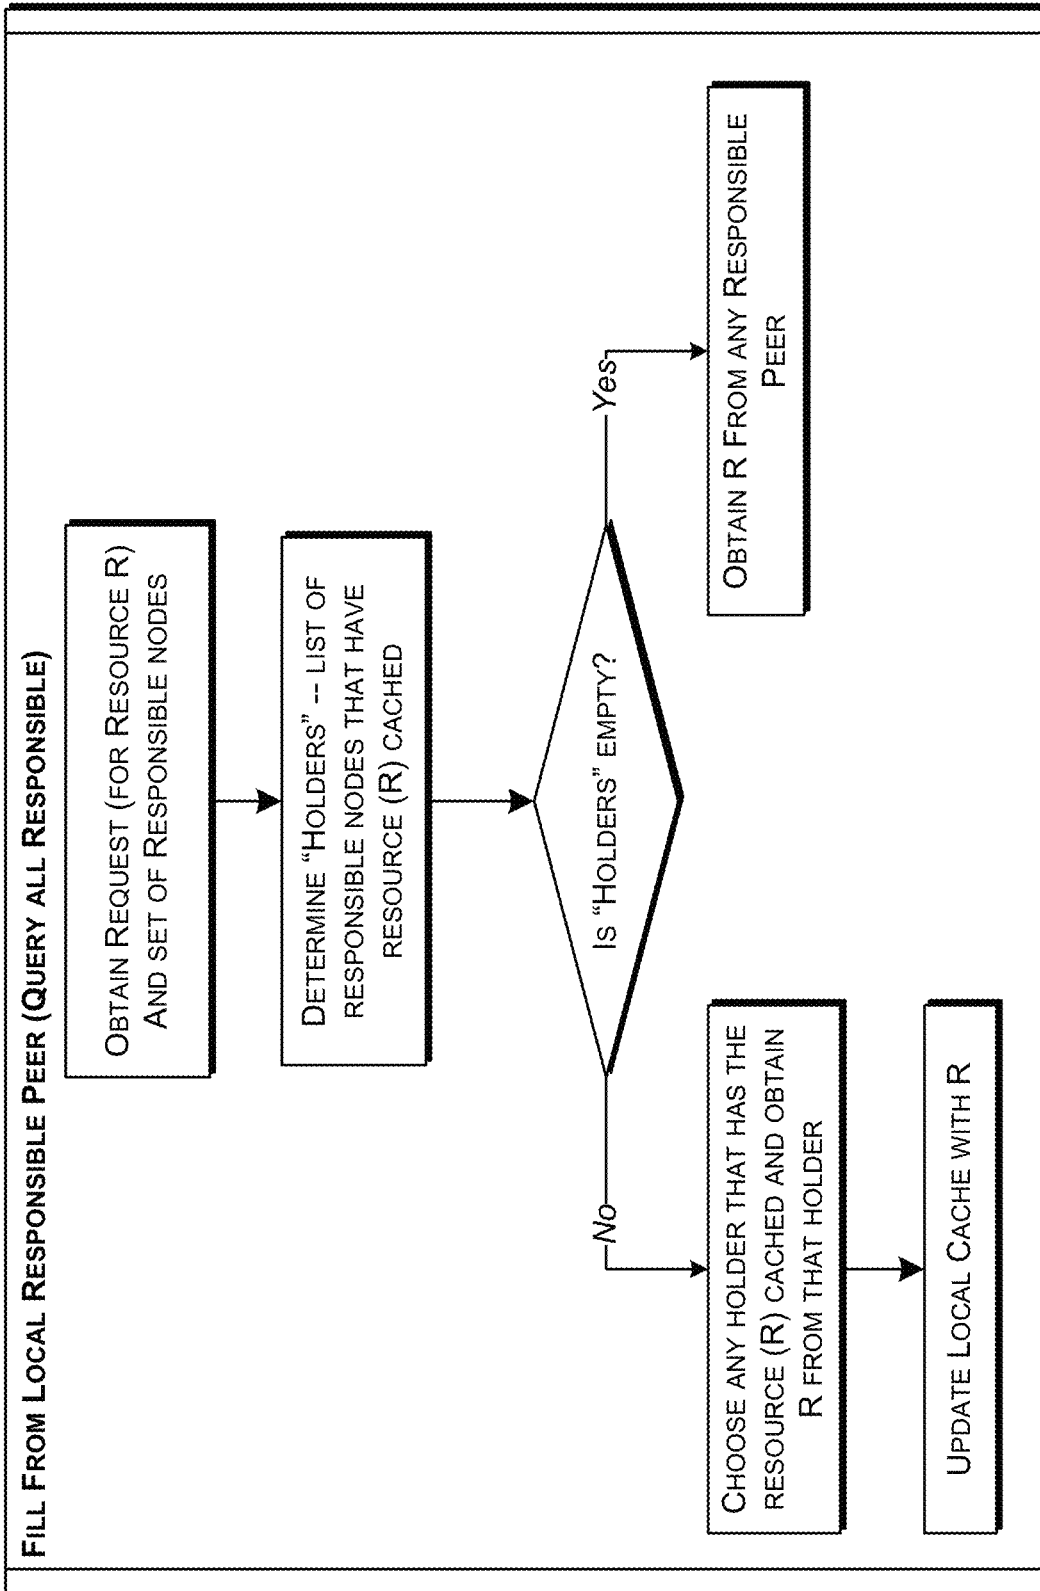 FILL FROM LOCAL RESPONSIBLE PEER (QUERY ALL RESPONSIBLE)
OBTAIN REQUEST (FOR RESOURCE R)
AND SET OF RESPONSIBLE NODES
DETERMINE “HOLDERS” -- LIST OF
RESPONSIBLE NODES THAT HAVE
RESOURCE (R) CACHED
IS “HOLDERS” EMPTY?
No
Yes
CHOOSE ANY HOLDER THAT HAS THE
RESOURCE (R) CACHED AND OBTAIN
R FROM THAT HOLDER
OBTAIN R FROM ANY RESPONSIBLE
PEER
UPDATE LOCAL CACHE WITH R